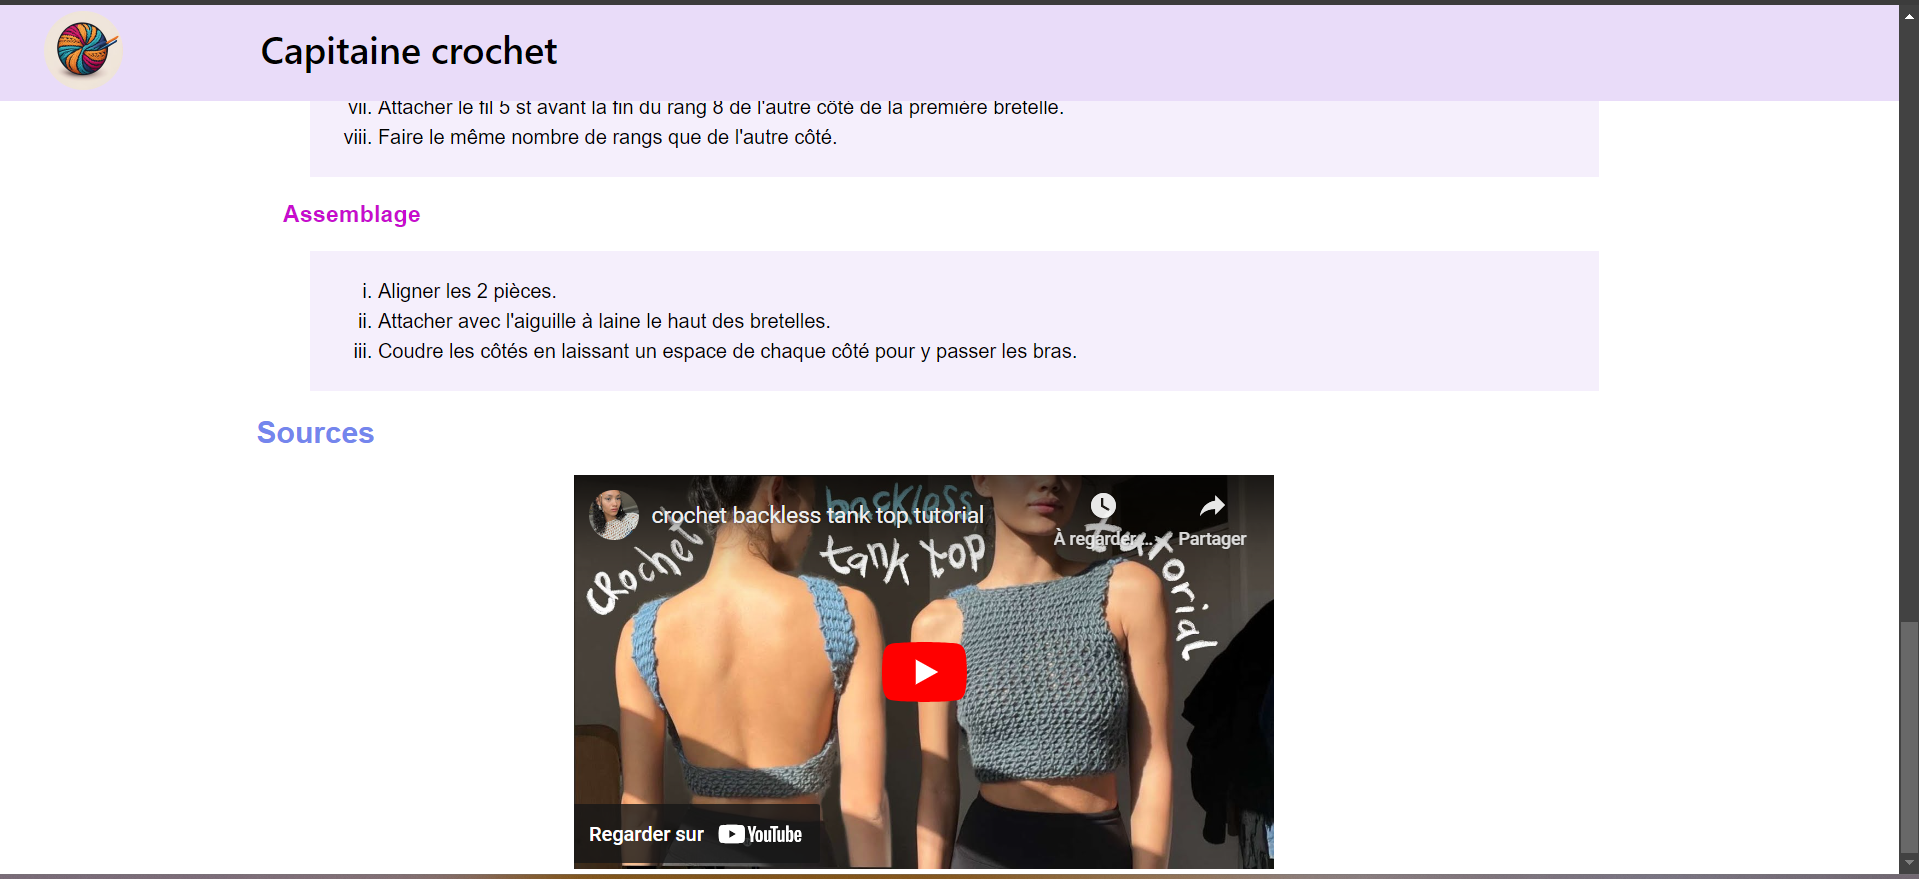 Capitaine crochet
vii. Attacher le fil 5 st avant la fin du rang 8 de l'autre côté de la première bretelle.
viii. Faire le même nombre de rangs que de l'autre côté.
Assemblage
i. Aligner les 2 pièces.
ii. Attacher avec l'aiguille à laine le haut des bretelles.
iii. Coudre les côtés en laissant un espace de chaque côté pour y passer les bras.
Sources
crochet backless tank top tutorial
À regarder... Partager
crochet backless tank top tutorial
Regarder sur YouTube